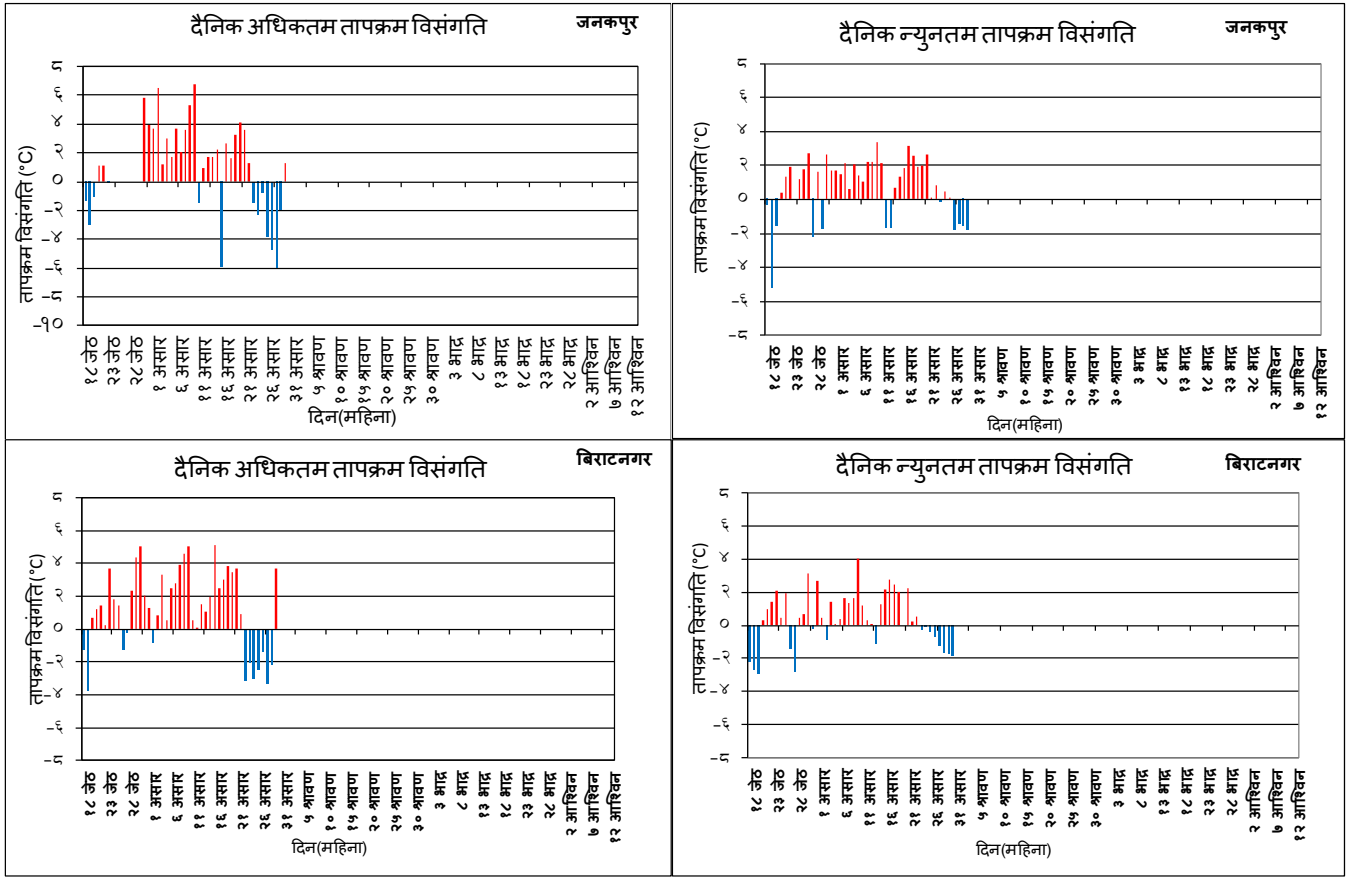 दैनिक अधिकतम तापक्रम विसंगति
जनकपुर
तापक्रम विसंगति (°C)
८
६
४
२
०
−२
−४
−६
−८
−१०
१८ जेठ
२३ जेठ
२८ जेठ
१ असार
६ असार
११ असार
१६ असार
२१ असार
२६ असार
३१ असार
५ श्रावण
१० श्रावण
१५ श्रावण
२० श्रावण
२५ श्रावण
३० श्रावण
३ भाद्र
८ भाद्र
१३ भाद्र
१८ भाद्र
२३ भाद्र
२८ भाद्र
२ आश्विन
७ आश्विन
१२ आश्विन
दिन(महिना)
दैनिक न्युनतम तापक्रम विसंगति
जनकपुर
तापक्रम विसंगति (°C)
८
६
४
२
०
−२
−४
−६
−८
१८ जेठ
२३ जेठ
२८ जेठ
१ असार
६ असार
११ असार
१६ असार
२१ असार
२६ असार
३१ असार
५ श्रावण
१० श्रावण
१५ श्रावण
२० श्रावण
२५ श्रावण
३० श्रावण
३ भाद्र
८ भाद्र
१३ भाद्र
१८ भाद्र
२३ भाद्र
२८ भाद्र
२ आश्विन
७ आश्विन
१२ आश्विन
दिन(महिना)
दैनिक अधिकतम तापक्रम विसंगति
बिराटनगर
तापक्रम विसंगति (°C)
८
६
४
२
०
−२
−४
−६
−८
१८ जेठ
२३ जेठ
२८ जेठ
१ असार
६ असार
११ असार
१६ असार
२१ असार
२६ असार
३१ असार
५ श्रावण
१० श्रावण
१५ श्रावण
२० श्रावण
२५ श्रावण
३० श्रावण
३ भाद्र
८ भाद्र
१३ भाद्र
१८ भाद्र
२३ भाद्र
२८ भाद्र
२ आश्विन
७ आश्विन
१२ आश्विन
दिन(महिना)
दैनिक न्युनतम तापक्रम विसंगति
बिराटनगर
तापक्रम विसंगति (°C)
८
६
४
२
०
−२
−४
−६
−८
१८ जेठ
२३ जेठ
२८ जेठ
१ असार
६ असार
११ असार
१६ असार
२१ असार
२६ असार
३१ असार
५ श्रावण
१० श्रावण
१५ श्रावण
२० श्रावण
२५ श्रावण
३० श्रावण
३ भाद्र
८ भाद्र
१३ भाद्र
१८ भाद्र
२३ भाद्र
२८ भाद्र
२ आश्विन
७ आश्विन
१२ आश्विन
दिन(महिना)